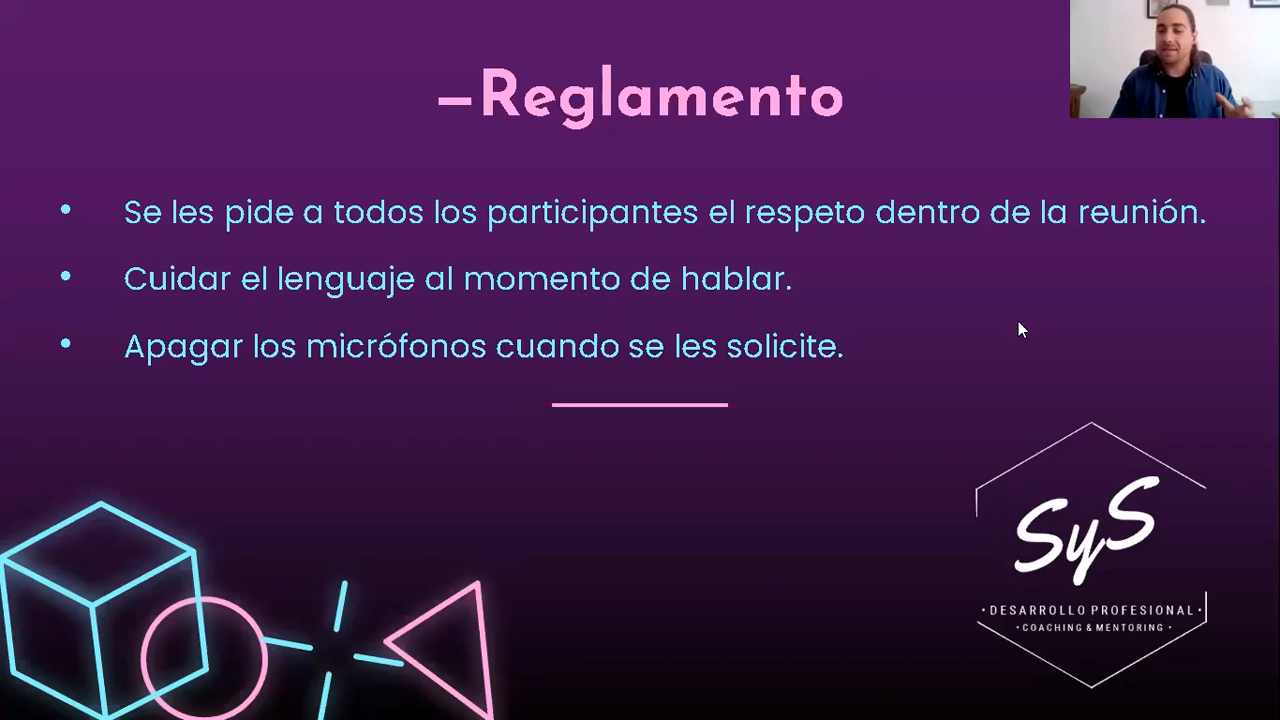 —Reglamento
• Se les pide a todos los participantes el respeto dentro de la reunión.
• Cuidar el lenguaje al momento de hablar.
• Apagar los micrófonos cuando se les solicite.
SyS
•DESARROLLO PROFESIONAL•
•COACHING & MENTORING•